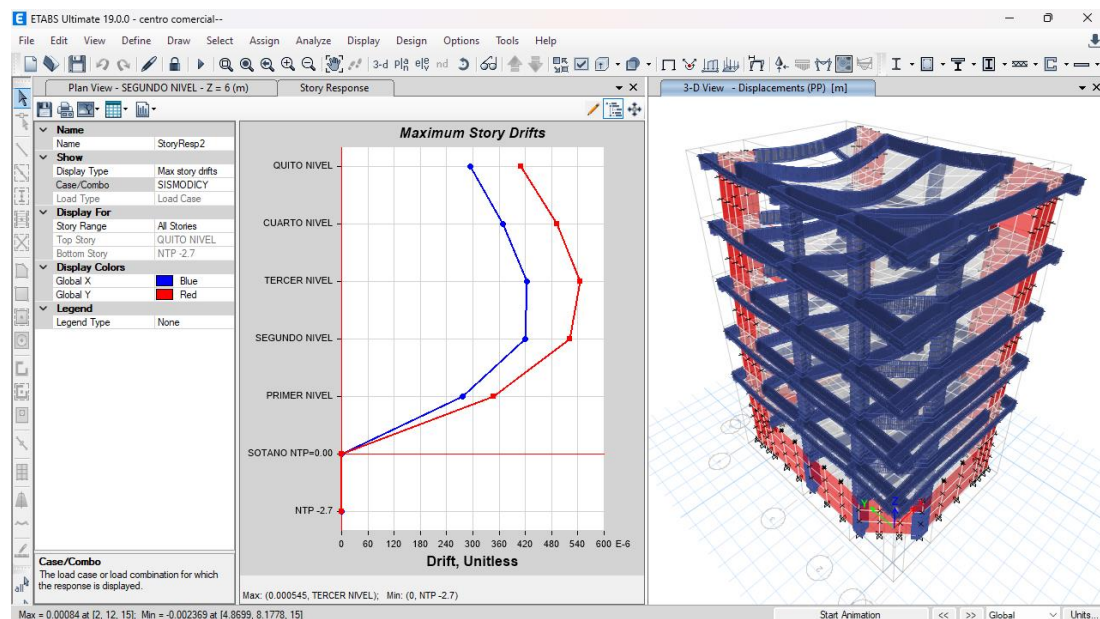 ETABS Ultimate 19.0.0 - centro comercial--
File Edit View Define Draw Select Assign Analyze Display Design Options Tools Help
3-d
nd
Plan View - SEGUNDO NIVEL - Z = 6 (m)
Story Response
3-D View - Displacements (PP) [m]
Name
Name StoryResp2
Show
Display Type Max story drifts
Case/Combo SISMODICY
Load Type Load Case
Display For
Story Range All Stories
Top Story QUITO NIVEL
Bottom Story NTP -2.7
Display Colors
Global X Blue
Global Y Red
Legend
Legend Type None
Case/Combo
The load case or load combination for which
the response is displayed.
Maximum Story Drifts
QUITO NIVEL
CUARTO NIVEL
TERCER NIVEL
SEGUNDO NIVEL
PRIMER NIVEL
SOTANO NTP=0.00
NTP -2.7
0 60 120 180 240 300 360 420 480 540 600 E-6
Drift, Unitless
Max: (0.000545, TERCER NIVEL); Min: (0, NTP -2.7)
Y
Z
all
Max = 0.00084 at [2, 12, 15]; Min = -0.002369 at [4.8699, 8.1778, 15]
Start Animation << >> Global Units...